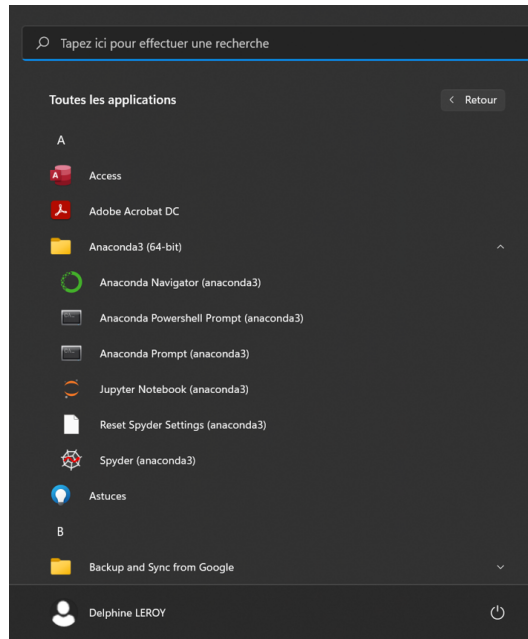 Tapez ici pour effectuer une recherche
Toutes les applications
Retour
A
Access
Adobe Acrobat DC
Anaconda3 (64-bit)
Anaconda Navigator (anaconda3)
Anaconda Powershell Prompt (anaconda3)
Anaconda Prompt (anaconda3)
Jupyter Notebook (anaconda3)
Reset Spyder Settings (anaconda3)
Spyder (anaconda3)
Astuces
B
Backup and Sync from Google
Delphine LEROY